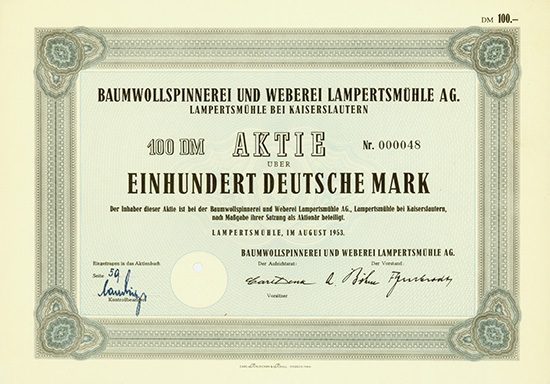 DM 100.–
BAUMWOLLSPINNEREI UND WEBEREI LAMPERTSMÜHLE AG.
LAMPERTSMÜHLE BEI KAISERSLAUTERN
100 DM AKTIE Nr. 000048
ÜBER
EINHUNDERT DEUTSCHE MARK
Der Inhaber dieser Aktie ist bei der Baumwollspinnerei und Weberei Lampertsmühle AG., Lampertsmühle bei Kaiserslautern,
nach Maßgabe ihrer Satzung als Aktionär beteiligt.
LAMPERTSMÜHLE, IM AUGUST 1953.
BAUMWOLLSPINNEREI UND WEBEREI LAMPERTSMÜHLE AG.
Eingetragen in das Aktienbuch Der Aufsichtsrat: Der Vorstand:
Seite 59
Böhm
Kontrollbeamter Vorsitzer